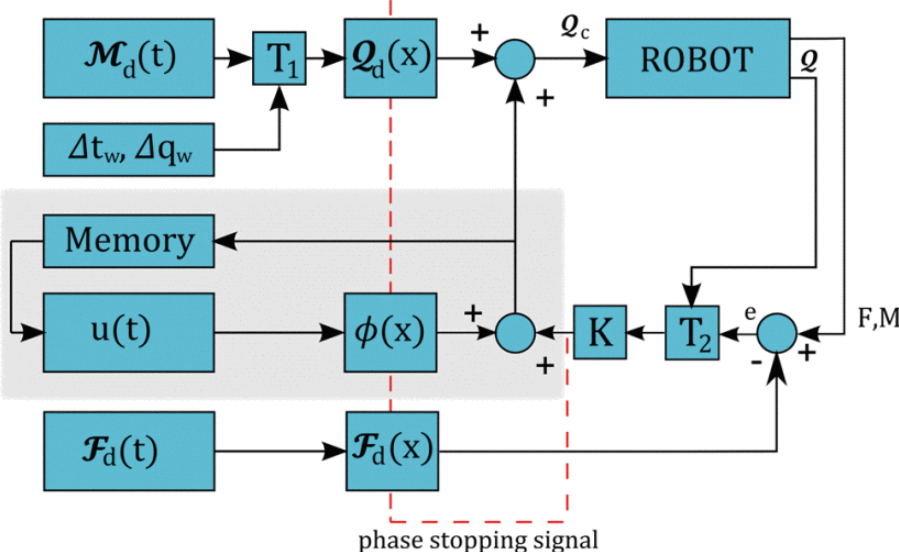 𝓜d(t)
T1
𝓠d(x)
+
+
𝓠c
ROBOT
𝓠
Δtw, Δqw
Memory
u(t)
ϕ(x)
+
+
K
T2
e
-
+
F,M
𝓕d(t)
𝓕d(x)
phase stopping signal